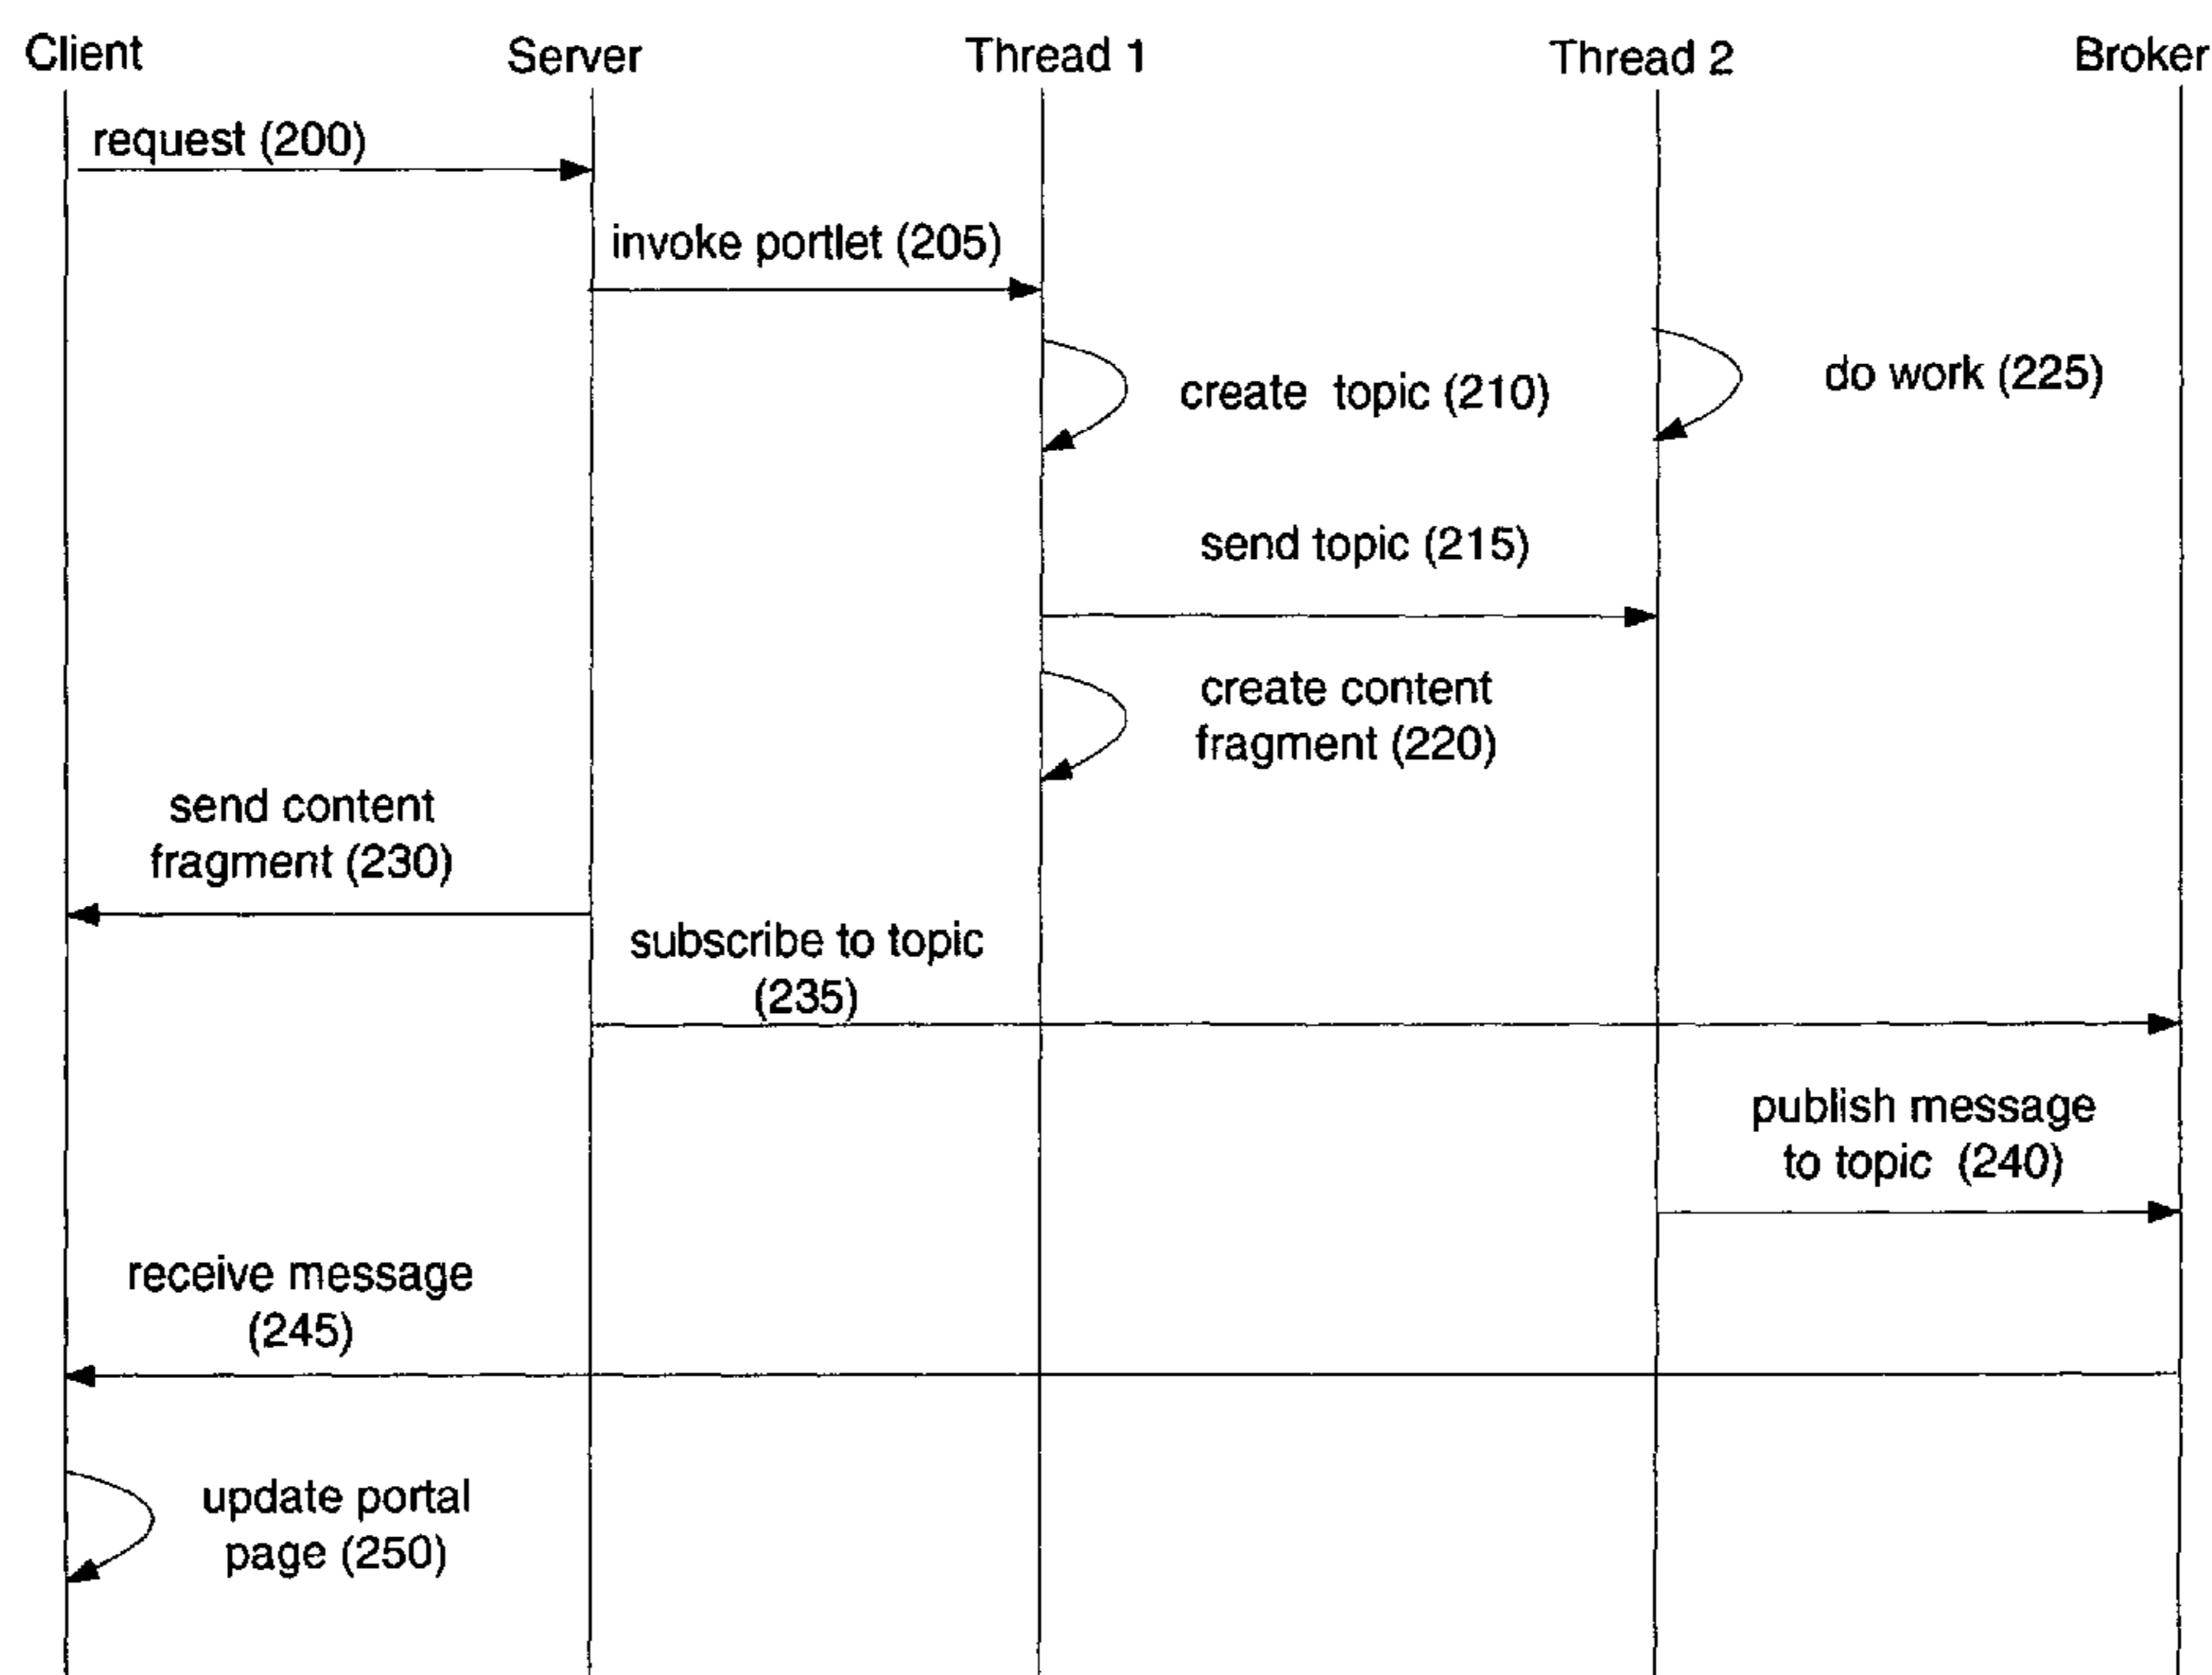 Client
Server
Thread 1
Thread 2
Broker
request (200)
invoke portlet (205)
create topic (210)
do work (225)
send topic (215)
create content
fragment (220)
send content
fragment (230)
subscribe to topic
(235)
publish message
to topic (240)
receive message
(245)
update portal
page (250)